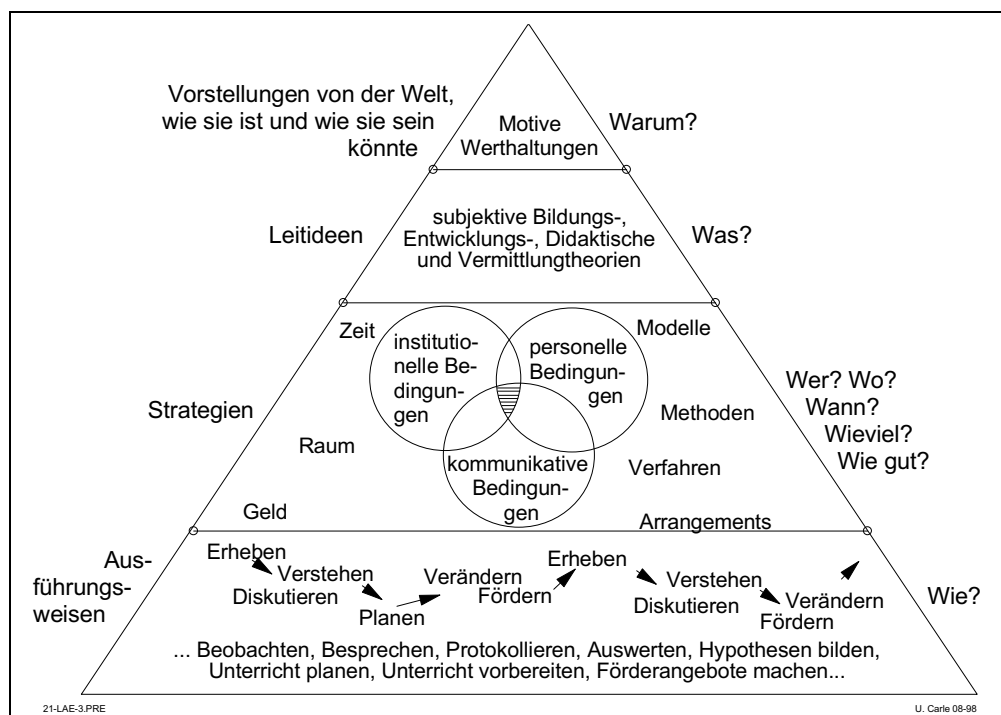 Vorstellungen von der Welt,
wie sie ist und wie sie sein
könnte
Motive
Werthaltungen
Warum?
Leitideen
subjektive Bildungs-,
Entwicklungs-, Didaktische
und Vermittlungtheorien
Was?
Strategien
Zeit
institutio-
nelle Be-
dingun-
gen
personelle
Bedingun-
gen
Modelle
Methoden
Raum
kommunikative
Bedingun-
gen
Verfahren
Geld
Arrangements
Wer? Wo?
Wann?
Wieviel?
Wie gut?
Aus-
führungs-
weisen
Erheben
Verstehen
Diskutieren
Planen
Verändern
Fördern
Erheben
Verstehen
Diskutieren
Verändern
Fördern
Wie?
... Beobachten, Besprechen, Protokollieren, Auswerten, Hypothesen bilden,
Unterricht planen, Unterricht vorbereiten, Förderangebote machen...
21-LAE-3.PRE
U. Carle 08-98